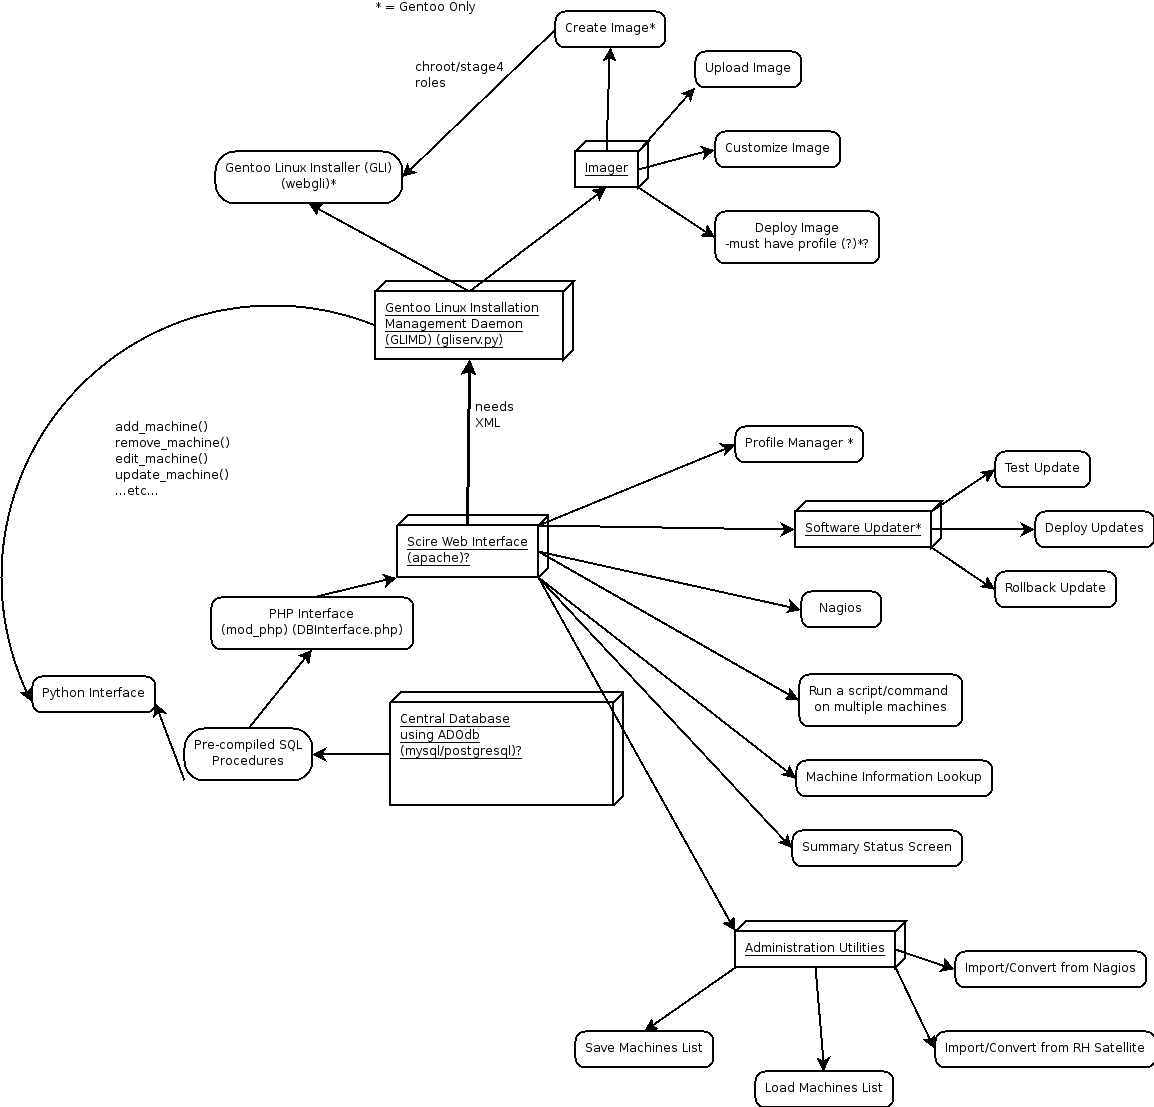 * = Gentoo Only
Create Image*
chroot/stage4
roles
Upload Image
Customize Image
Gentoo Linux Installer (GLI)
(webgli)*
Imager
Deploy Image
-must have profile (?)*?
Gentoo Linux Installation
Management Daemon
(GLIMD) (gliserv.py)
needs
XML
add_machine()
remove_machine()
edit_machine()
update_machine()
...etc...
Profile Manager *
Test Update
Software Updater*
Deploy Updates
Rollback Update
Scire Web Interface
(apache)?
Nagios
PHP Interface
(mod_php) (DBInterface.php)
Python Interface
Run a script/command
on multiple machines
Pre-compiled SQL
Procedures
Central Database
using ADOdb
(mysql/postgresql)?
Machine Information Lookup
Summary Status Screen
Administration Utilities
Import/Convert from Nagios
Save Machines List
Import/Convert from RH Satellite
Load Machines List